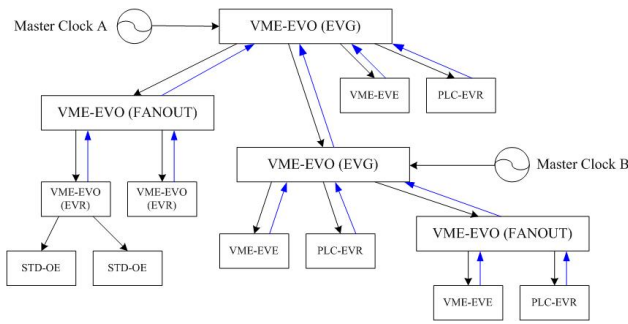 Master Clock A
VME-EVO (EVG)
VME-EVE
PLC-EVR
VME-EVO (FANOUT)
VME-EVO (EVG)
Master Clock B
VME-EVO
(EVR)
VME-EVO
(EVR)
VME-EVO (FANOUT)
VME-EVE
PLC-EVR
STD-OE
STD-OE
VME-EVE
PLC-EVR